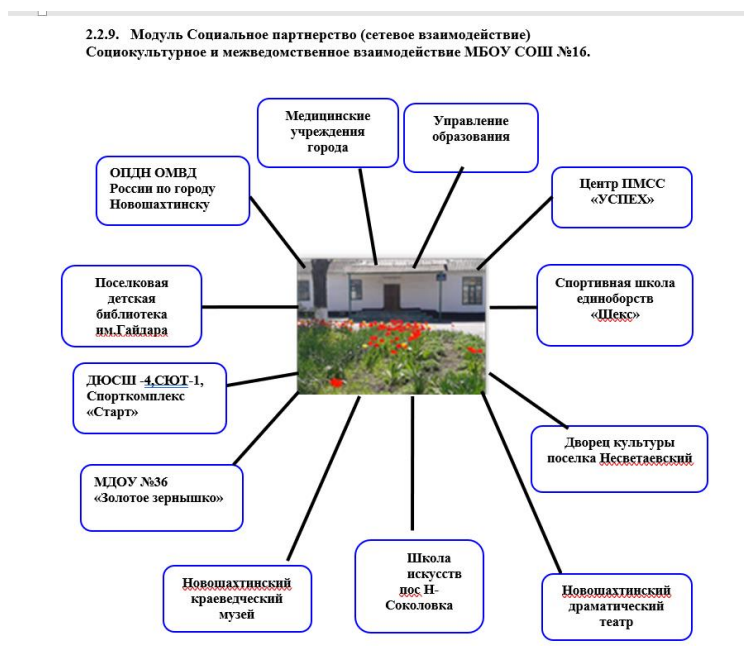 2.2.9. Модуль Социальное партнерство (сетевое взаимодействие)
Социокультурное и межведомственное взаимодействие МБОУ СОШ №16.
Медицинские
учреждения
города
Управление
образования
ОПДН ОМВД
России по городу
Новошахтинску
Центр ПМСС
«УСПЕХ»
Поселковая
детская
библиотека
им.Гайдара
Спортивная школа
единоборств
«Шекс»
ДЮСШ -4,СЮТ-1,
Спорткомплекс
«Старт»
Дворец культуры
поселка Несветаевский
МДОУ №36
«Золотое зернышко»
Новошахтинский
краеведческий
музей
Школа
искусств
пос Н-
Соколовка
Новошахтинский
драматический
театр